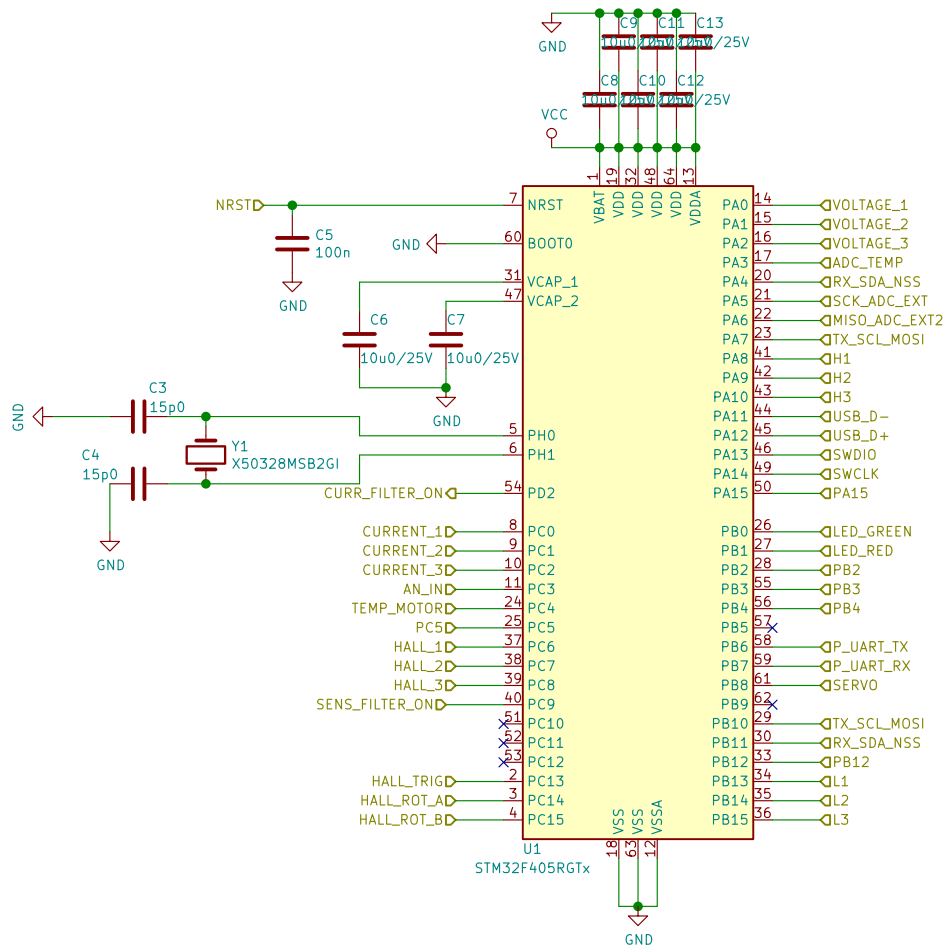 C9 C11 C13
GND
C8 C10 C12
VCC
1 19 32 48 64 13
VBAT VDD VDD VDD VDD VDDA
NRST 7 NRST
C5
100n
GND
GND 60 BOOT0
31 VCAP_1
47 VCAP_2
C6
10u0/25V
C7
10u0/25V
GND
C3
15p0
GND
C4
15p0
GND
Y1
X50328MSB2GI
5 PH0
6 PH1
CURR_FILTER_ON 54 PD2
CURRENT_1 8 PC0
CURRENT_2 9 PC1
CURRENT_3 10 PC2
AN_IN 11 PC3
TEMP_MOTOR 24 PC4
PC5 25 PC5
HALL_1 37 PC6
HALL_2 38 PC7
HALL_3 39 PC8
SENS_FILTER_ON 40 PC9
51 PC10
52 PC11
53 PC12
HALL_TRIG 2 PC13
HALL_ROT_A 3 PC14
HALL_ROT_B 4 PC15
PA0 14 VOLTAGE_1
PA1 15 VOLTAGE_2
PA2 16 VOLTAGE_3
PA3 17 ADC_TEMP
PA4 20 RX_SDA_NSS
PA5 21 SCK_ADC_EXT
PA6 22 MISO_ADC_EXT2
PA7 23 TX_SCL_MOSI
PA8 41 H1
PA9 42 H2
PA10 43 H3
PA11 44 USB_D-
PA12 45 USB_D+
PA13 46 SWDIO
PA14 49 SWCLK
PA15 50 PA15
PB0 26 LED_GREEN
PB1 27 LED_RED
PB2 28 PB2
PB3 55 PB3
PB4 56 PB4
PB5 57
PB6 58 P_UART_TX
PB7 59 P_UART_RX
PB8 61 SERVO
PB9 62
PB10 29 TX_SCL_MOSI
PB11 30 RX_SDA_NSS
PB12 33 PB12
PB13 34 L1
PB14 35 L2
PB15 36 L3
VSS VSS VSSA
18 63 12
U1
STM32F405RGTx
GND